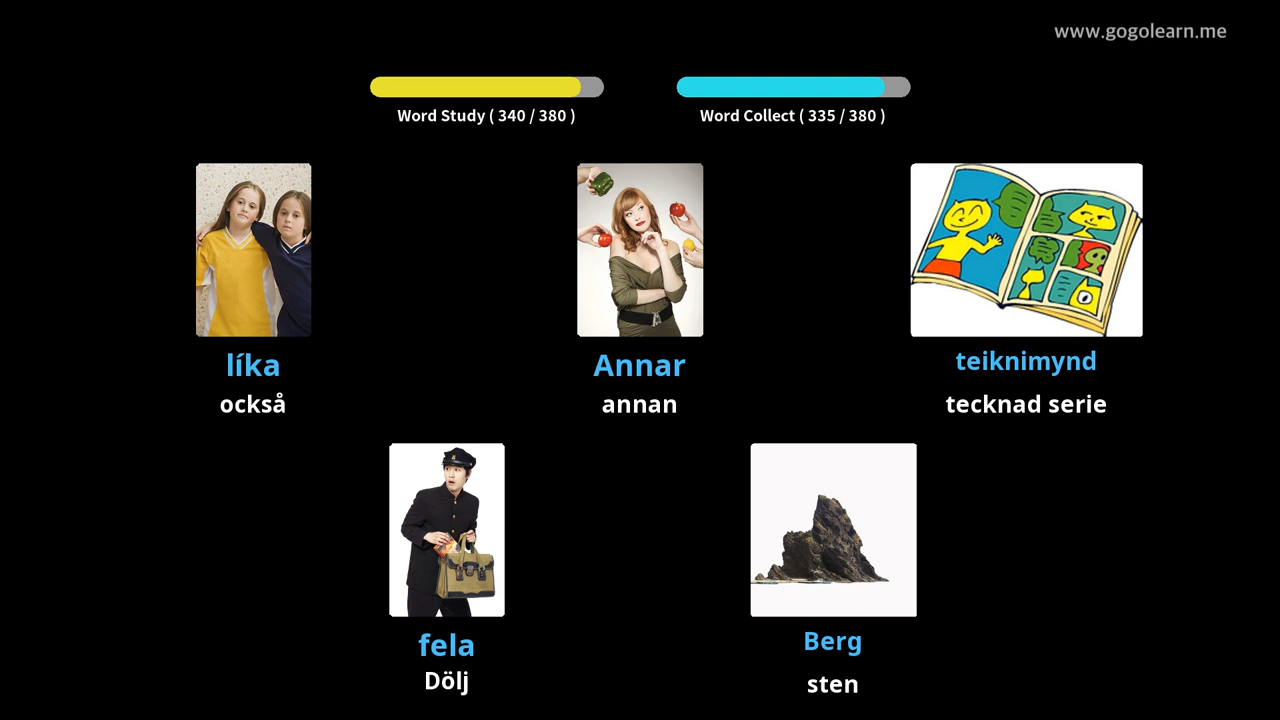 www.gogolearn.me
Word Study ( 340 / 380 )
Word Collect ( 335 / 380 )
líka
också
Annar
annan
teiknimynd
tecknad serie
fela
Dölj
Berg
sten